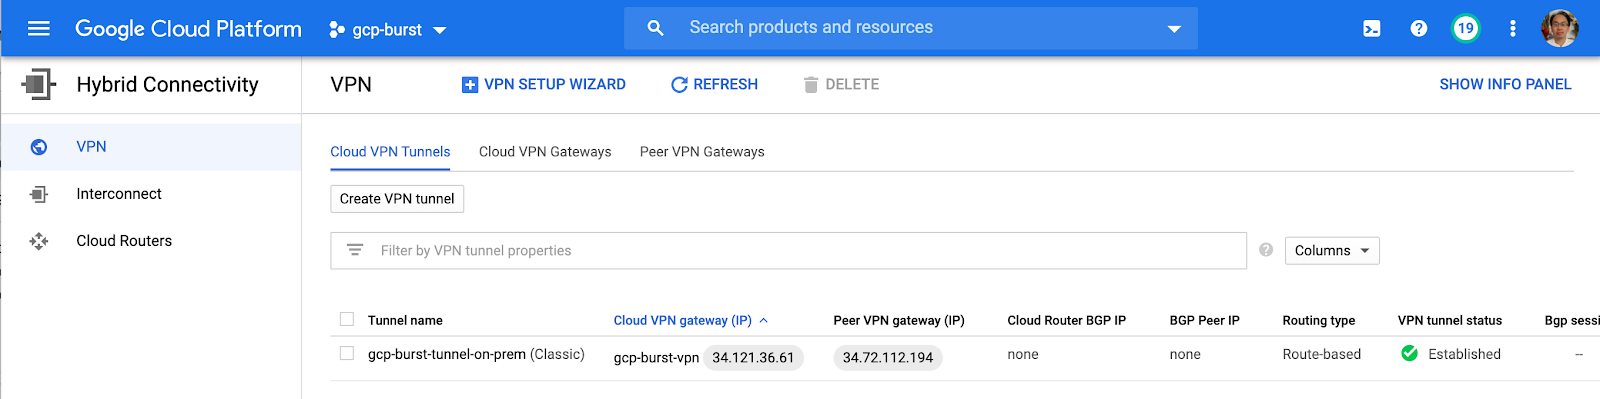 Google Cloud Platform gcp-burst Search products and resources 19
Hybrid Connectivity VPN VPN SETUP WIZARD REFRESH DELETE SHOW INFO PANEL
VPN
Interconnect
Cloud Routers
Cloud VPN Tunnels Cloud VPN Gateways Peer VPN Gateways
Create VPN tunnel
Filter by VPN tunnel properties Columns
Tunnel name Cloud VPN gateway (IP) Peer VPN gateway (IP) Cloud Router BGP IP BGP Peer IP Routing type VPN tunnel status Bgp sessi
gcp-burst-tunnel-on-prem (Classic) gcp-burst-vpn 34.121.36.61 34.72.112.194 none none Route-based Established --